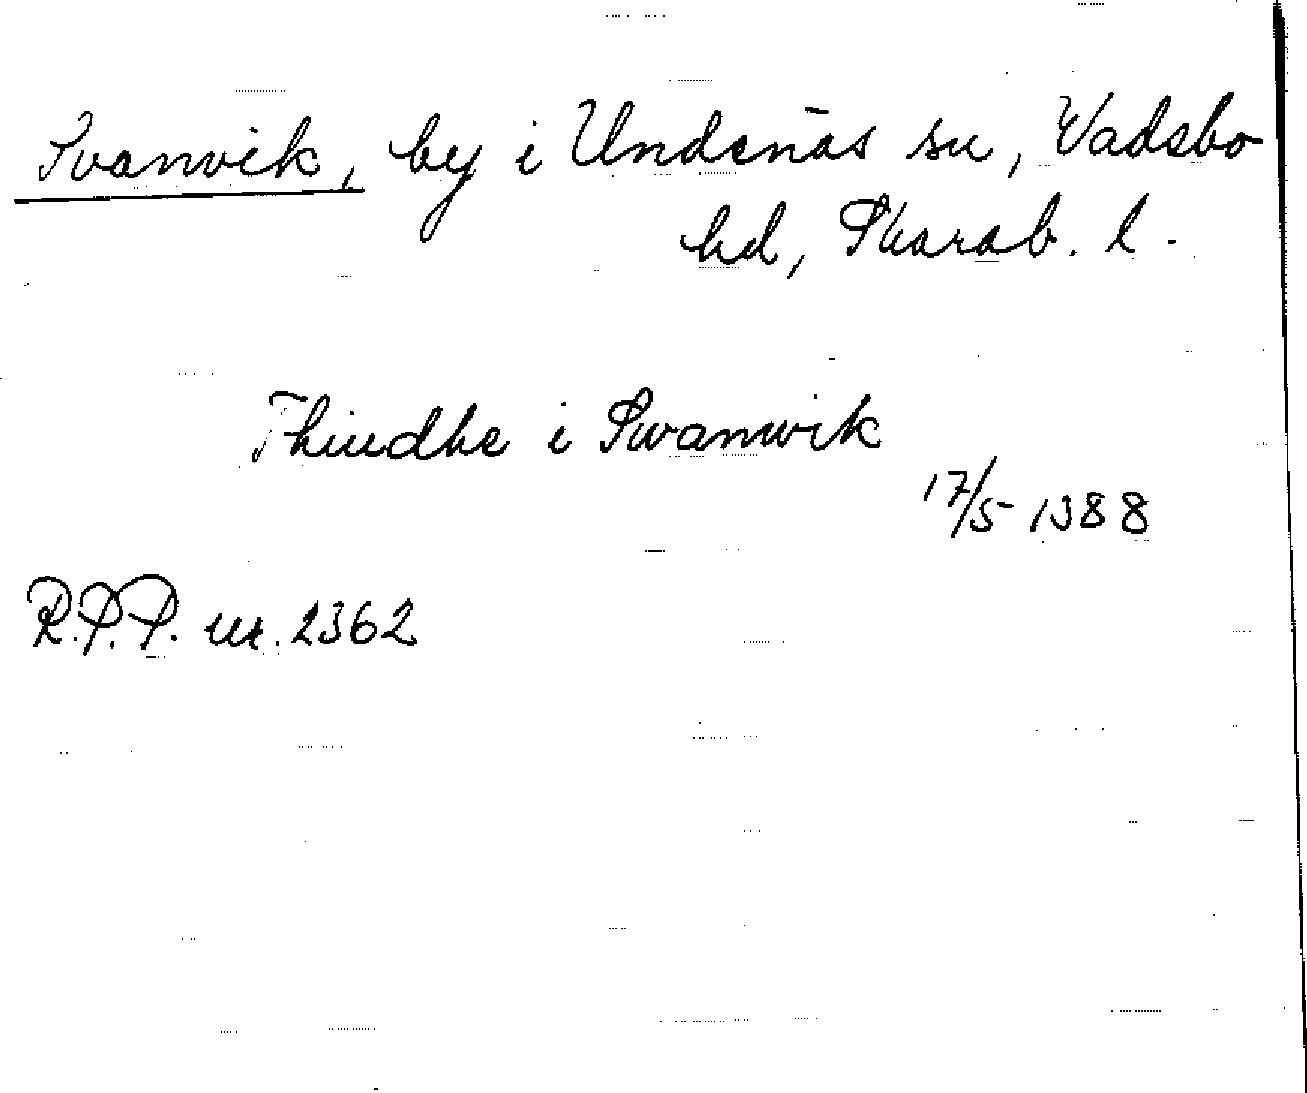 Svanvik, by i Undenäs sn, Vadsbo
hd, Skarab. l.
Thiudhe i Swanwik
17/5 1388
R.P.P. nr. 2362